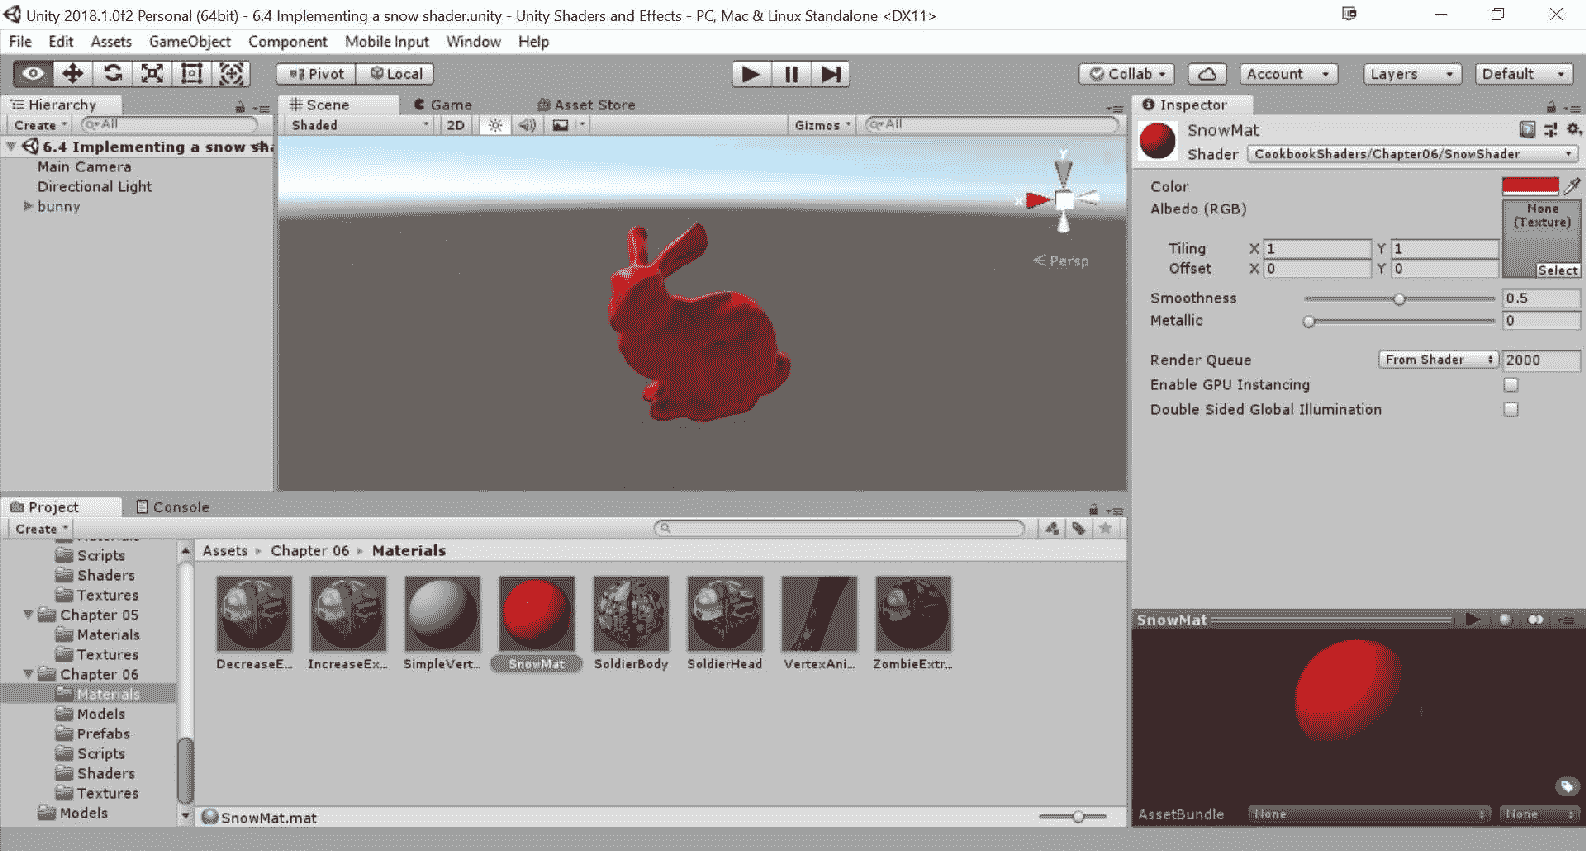 Unity 2018.1.0f2 Personal (64bit) - 6.4 Implementing a snow shader.unity - Unity Shaders and Effects - PC, Mac & Linux Standalone <DX11>
File Edit Assets GameObject Component Mobile Input Window Help
Pivot Local Collab Account Layers Default
Hierarchy
Create All
6.4 Implementing a snow sha
Main Camera
Directional Light
bunny
Scene Game Asset Store
Shaded 2D Gizmos All
Y
X
Persp
Inspector
SnowMat
Shader CookbookShaders/Chapter06/SnowShader
Color
Albedo (RGB)
None
(Texture)
Tiling X 1 Y 1
Offset X 0 Y 0
Select
Smoothness 0.5
Metallic 0
Render Queue From Shader 2000
Enable GPU Instancing
Double Sided Global Illumination
Project Console
Create
Materials
Scripts
Shaders
Textures
Chapter 05
Materials
Textures
Chapter 06
Materials
Models
Prefabs
Scripts
Shaders
Textures
Models
Assets Chapter 06 Materials
DecreaseE... IncreaseEx... SimpleVert... SnowMat SoldierBody SoldierHead VertexAni... ZombieExtr...
SnowMat.mat
SnowMat
AssetBundle None None